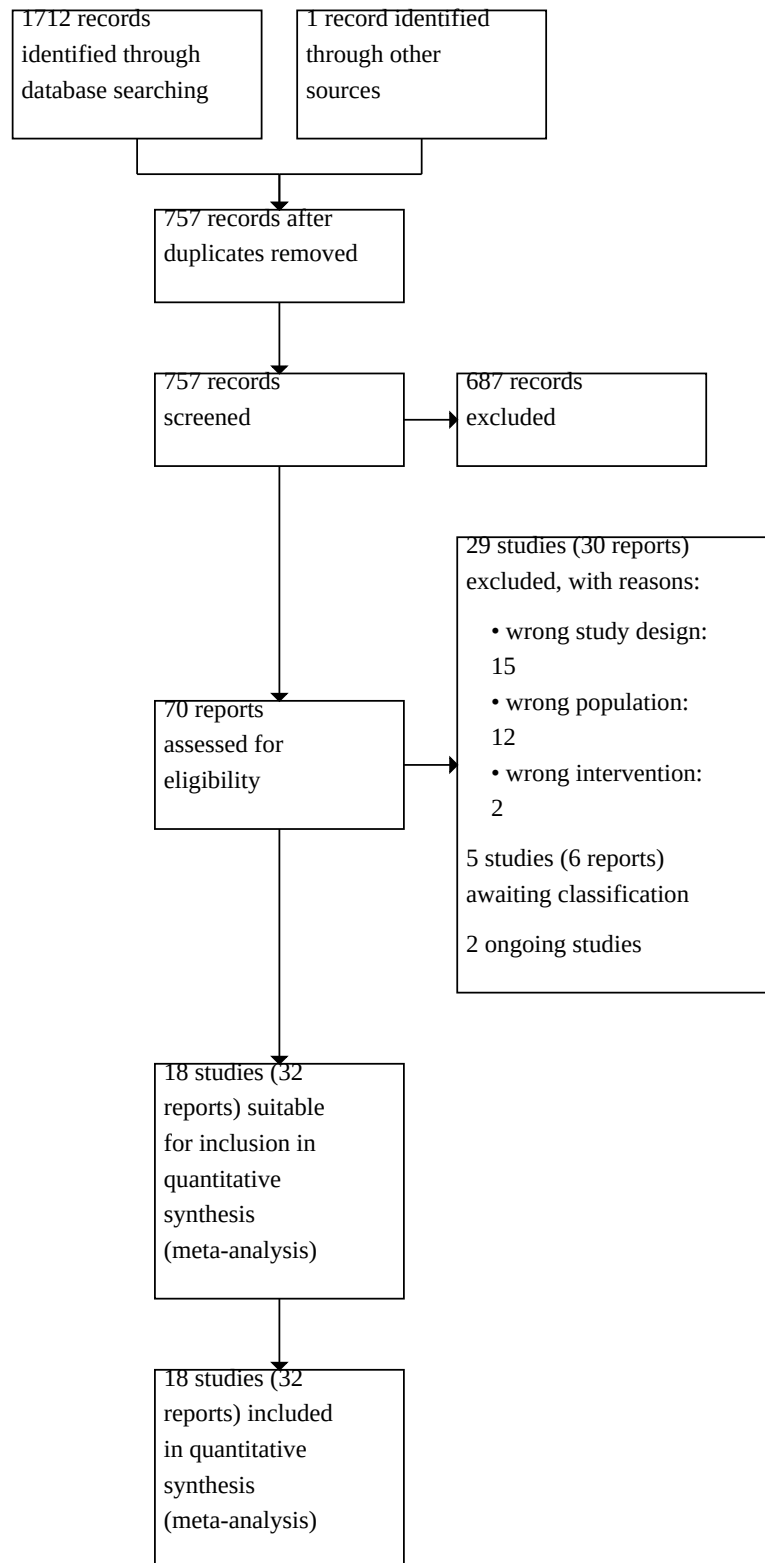 1712 records
identified through
database searching
1 record identified
through other
sources
757 records after
duplicates removed
757 records
screened
687 records
excluded
70 reports
assessed for
eligibility
29 studies (30 reports)
excluded, with reasons:
• wrong study design:
15
• wrong population:
12
• wrong intervention:
2
5 studies (6 reports)
awaiting classification
2 ongoing studies
18 studies (32
reports) suitable
for inclusion in
quantitative
synthesis
(meta-analysis)
18 studies (32
reports) included
in quantitative
synthesis
(meta-analysis)